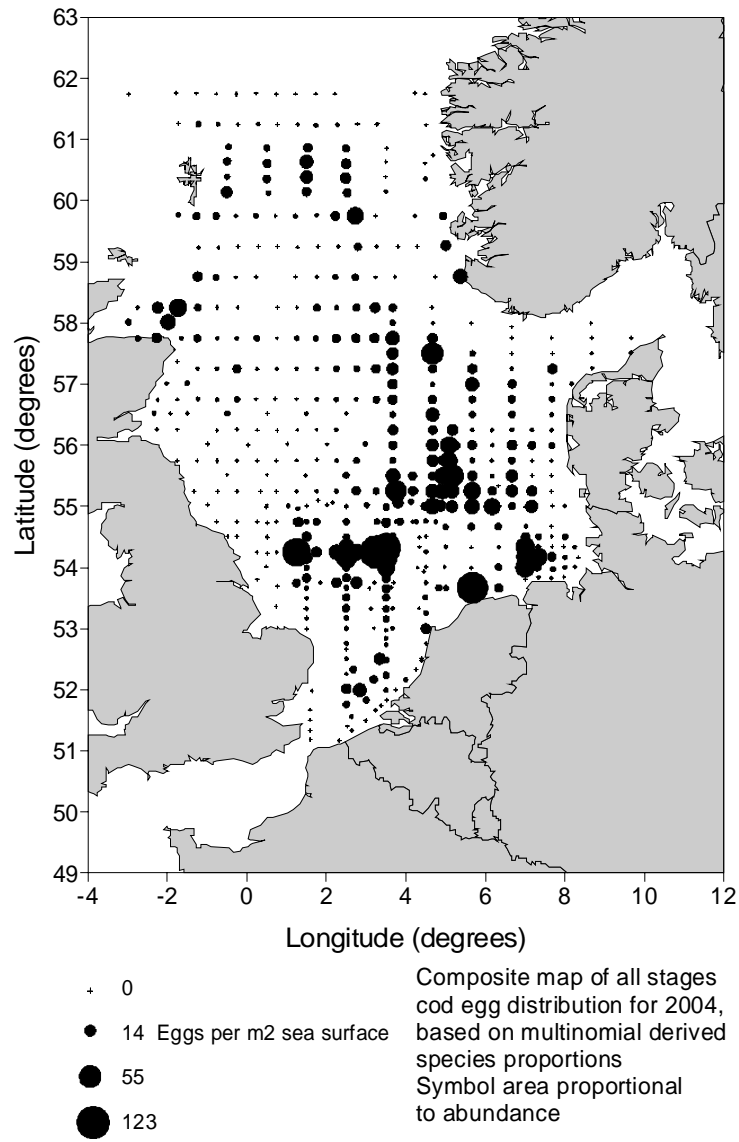 63
62
61
60
59
58
57
56
55
54
53
52
51
50
49
Latitude (degrees)
-4 -2 0 2 4 6 8 10 12
Longitude (degrees)
0
14 Eggs per m2 sea surface
55
123
Composite map of all stages
cod egg distribution for 2004,
based on multinomial derived
species proportions
Symbol area proportional
to abundance